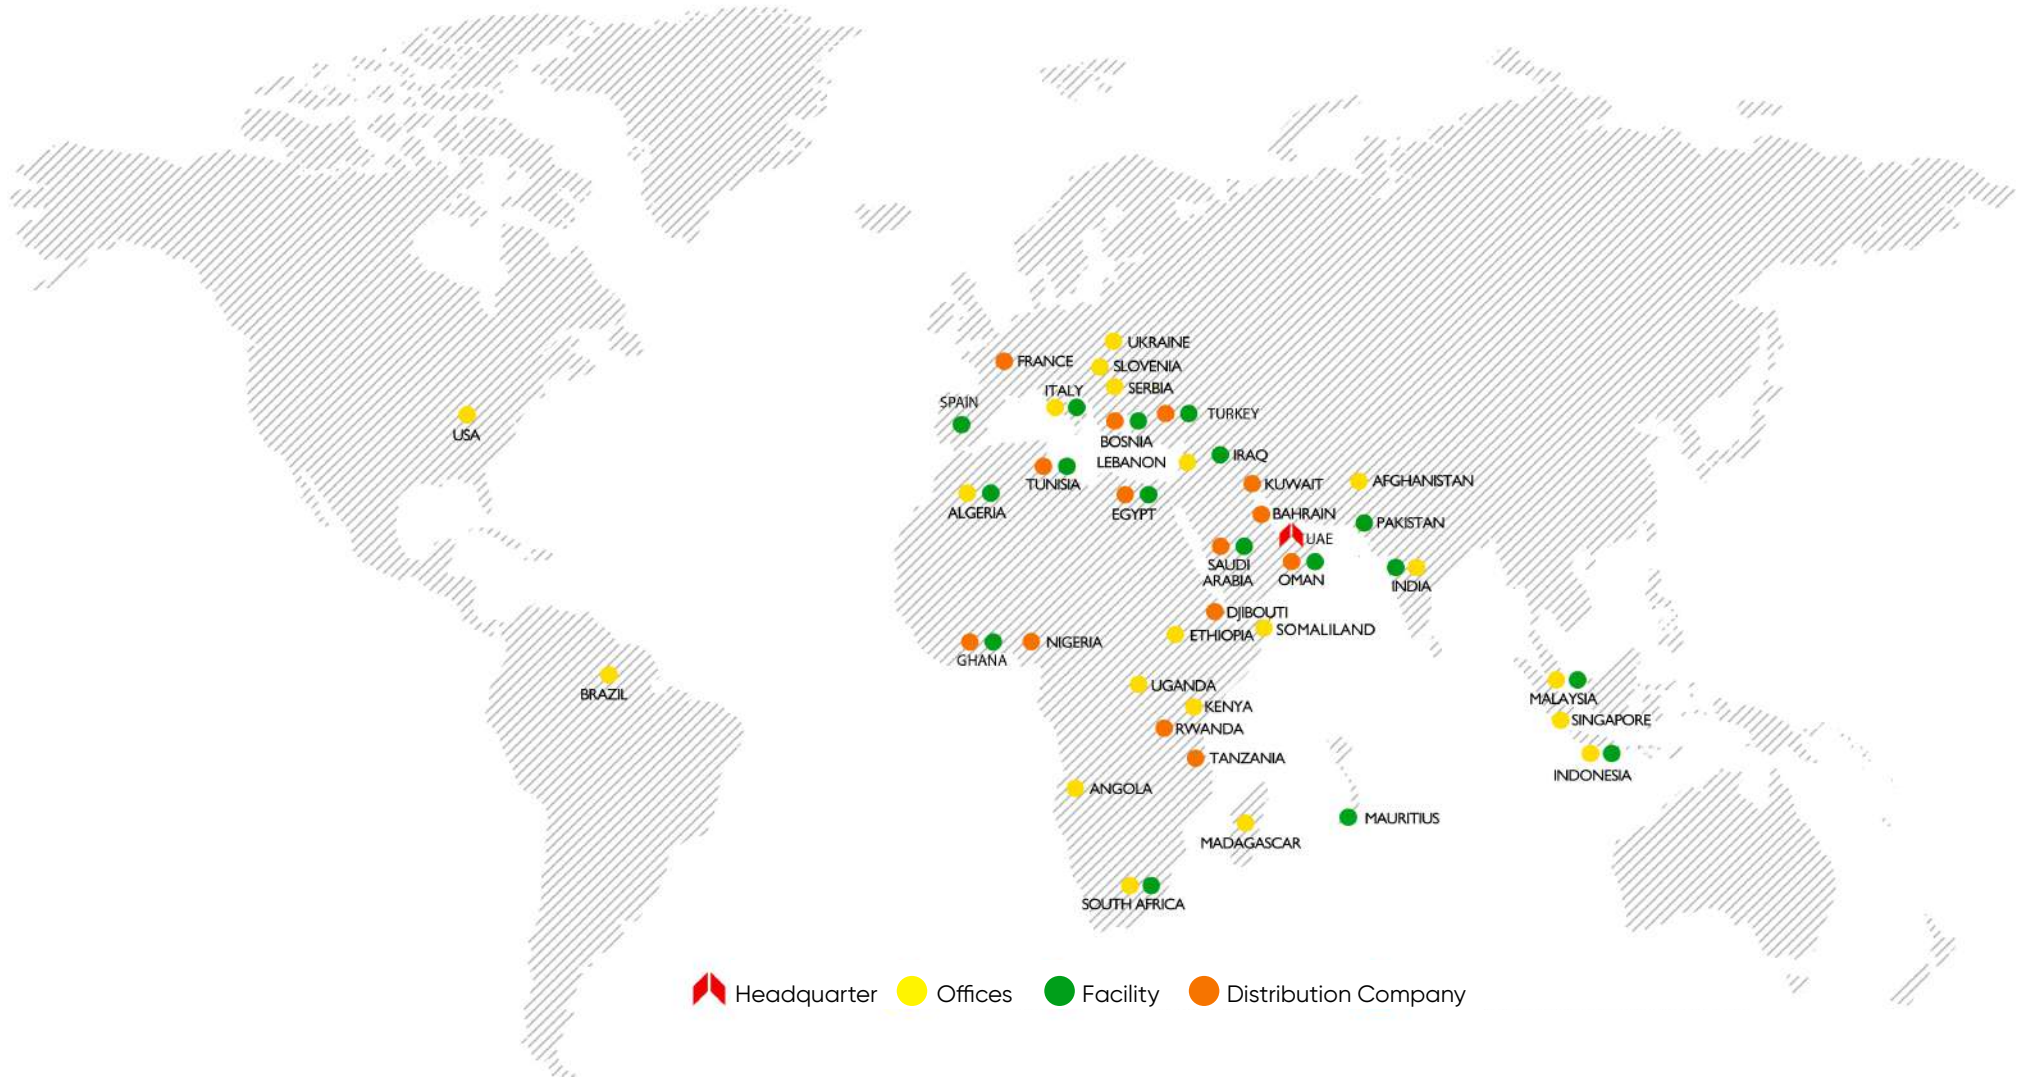 UKRAINE
FRANCE
SLOVENIA
SERBIA
ITALY
SPAIN
TURKEY
USA
BOSNIA
LEBANON
IRAQ
TUNISIA
KUWAIT
AFGHANISTAN
ALGERIA
EGYPT
BAHRAIN
PAKISTAN
UAE
SAUDI
ARABIA
OMAN
INDIA
DJIBOUTI
ETHIOPIA
SOMALILAND
NIGERIA
GHANA
UGANDA
BRAZIL
MALAYSIA
KENYA
SINGAPORE
RWANDA
TANZANIA
INDONESIA
ANGOLA
MAURITIUS
MADAGASCAR
SOUTH AFRICA
Headquarter
Offices
Facility
Distribution Company